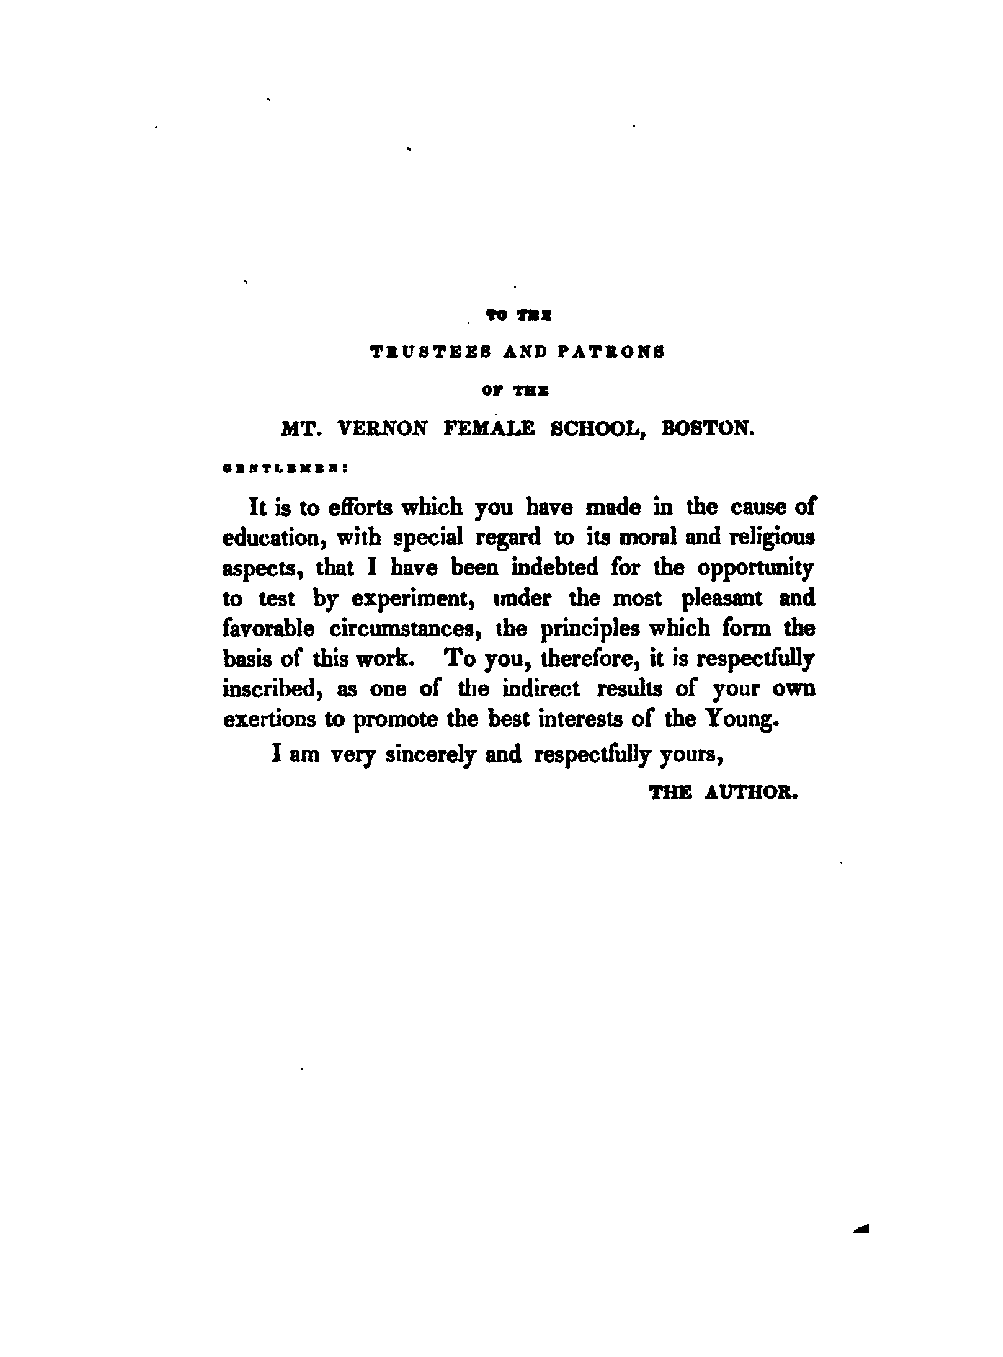 TO THE
TRUSTEES AND PATRONS
OF THE
MT. VERNON FEMALE SCHOOL, BOSTON.
GENTLEMEN:
It is to efforts which you have made in the cause of
education, with special regard to its moral and religious
aspects, that I have been indebted for the opportunity
to test by experiment, under the most pleasant and
favorable circumstances, the principles which form the
basis of this work. To you, therefore, it is respectfully
inscribed, as one of the indirect results of your own
exertions to promote the best interests of the Young.
I am very sincerely and respectfully yours,
THE AUTHOR.